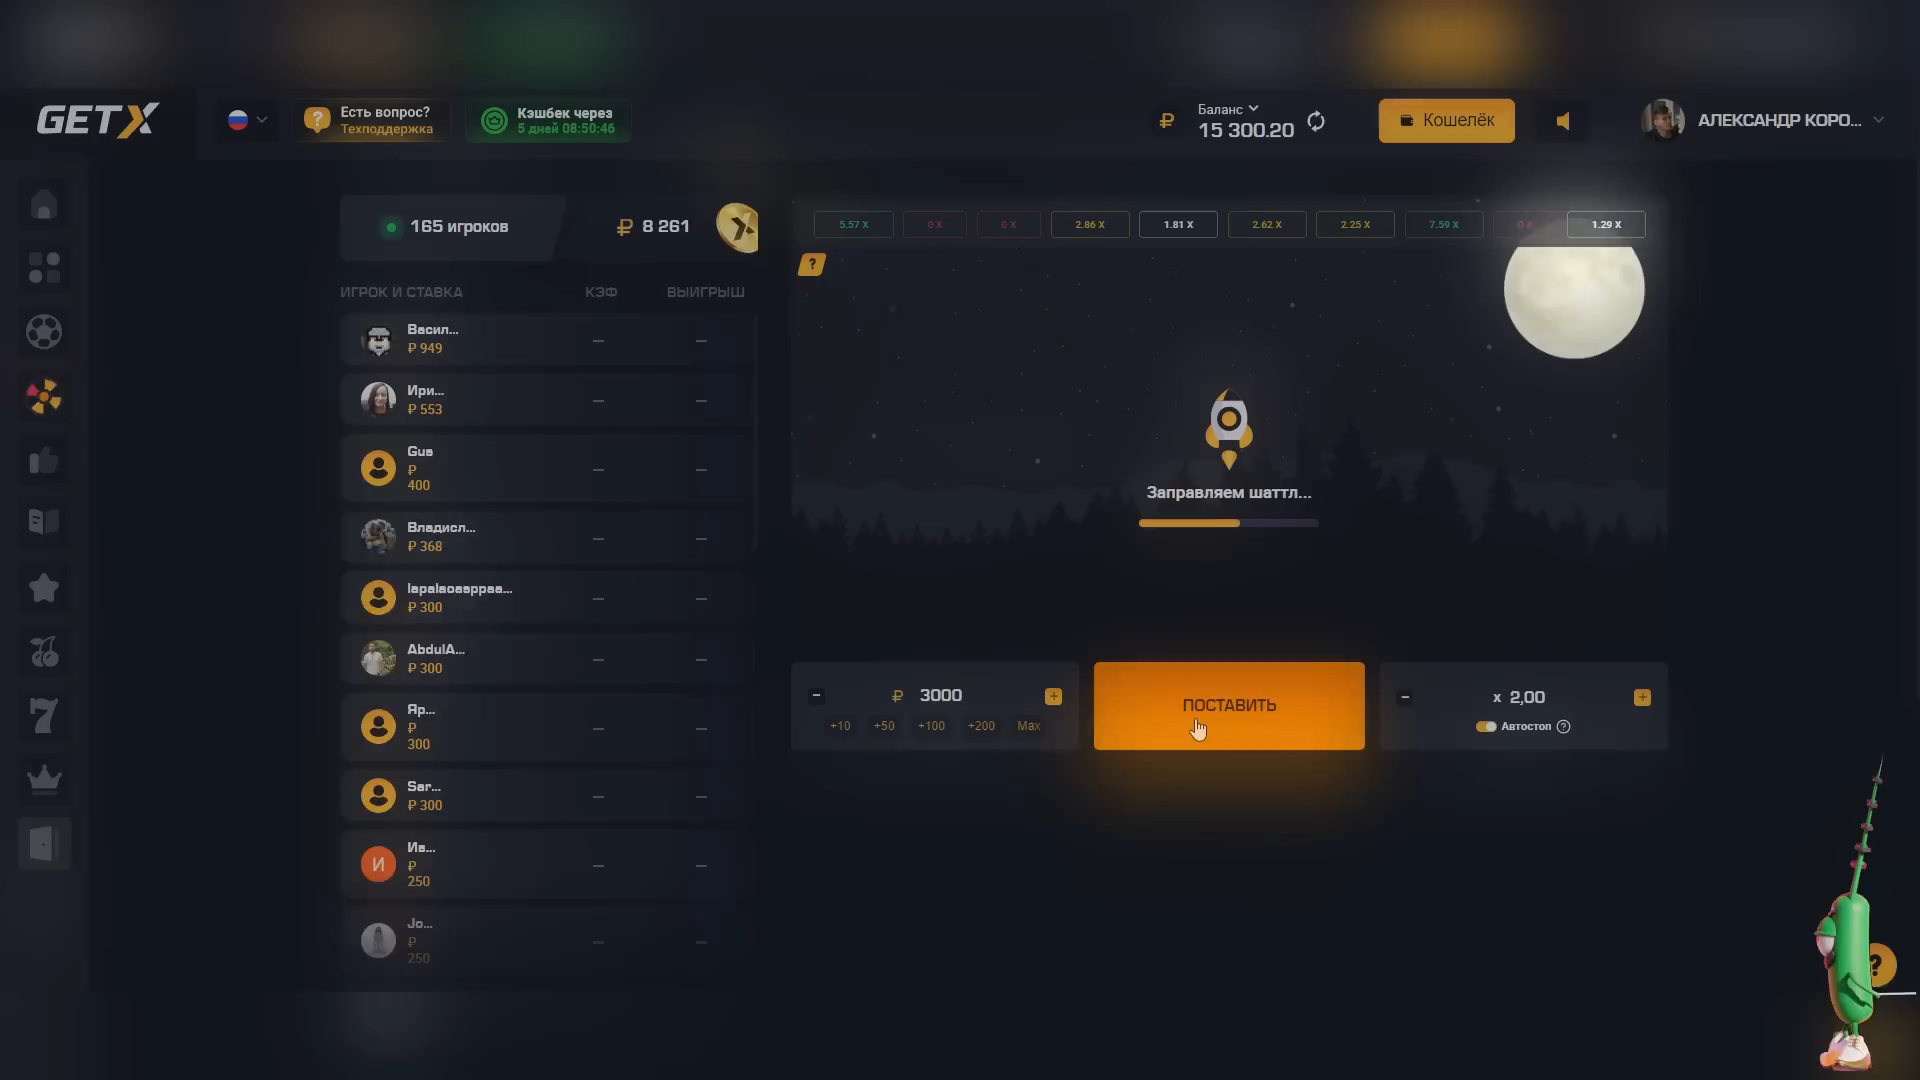 GETX
Есть вопрос?
Техподдержка
Кэшбек через
5 дней 08:50:46
₽
Баланс
15 300.20
Кошелёк
АЛЕКСАНДР КОРО...
165 игроков
₽ 8 261
ИГРОК И СТАВКА КЭФ ВЫИГРЫШ
Васил...
₽ 949
— —
Ири...
₽ 553
— —
Gus
₽
400
— —
Владисл...
₽ 368
— —
lapalaoasppaa...
₽ 300
— —
AbdulA...
₽ 300
— —
Яр...
₽
300
— —
Sar...
₽ 300
— —
И
Ив...
₽
250
— —
Jo...
₽
250
— —
5.57 X 0 X 0 X 2.86 X 1.81 X 2.62 X 2.25 X 7.59 X 0 X 1.29 X
?
Заправляем шаттл...
- ₽ 3000 +
+10 +50 +100 +200 Max
ПОСТАВИТЬ
- x 2,00 +
Автостоп ?
?